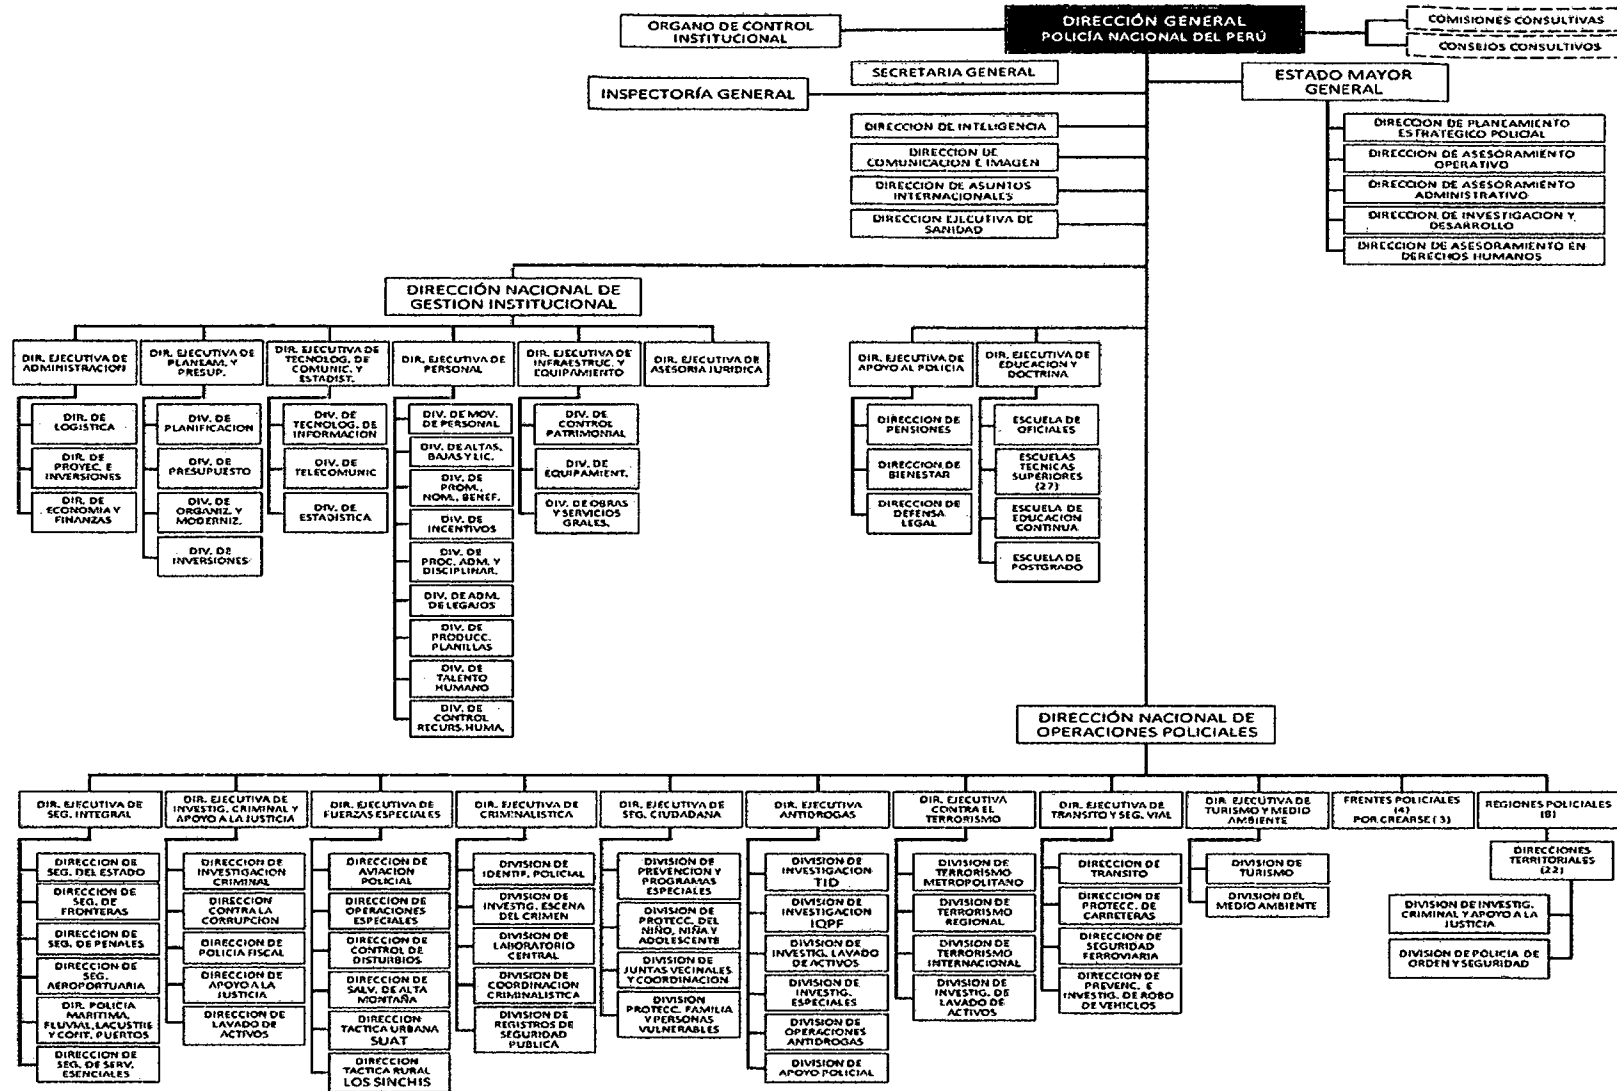 ORGANO DE CONTROL
INSTITUCIONAL
DIRECCIÓN GENERAL
POLICÍA NACIONAL DEL PERÚ
COMISIONES CONSULTIVAS
CONSEJOS CONSULTIVOS
SECRETARIA GENERAL
INSPECTORÍA GENERAL
ESTADO MAYOR
GENERAL
DIRECCION DE INTELIGENCIA
DIRECCION DE
COMUNICACION E IMAGEN
DIRECCION DE ASUNTOS
INTERNACIONALES
DIRECCION EJECUTIVA DE
SANIDAD
DIRECCION DE PLANEAMIENTO
ESTRATEGICO POLICIAL
DIRECCION DE ASESORAMIENTO
OPERATIVO
DIRECCION DE ASESORAMIENTO
ADMINISTRATIVO
DIRECCION DE INVESTIGACION Y
DESARROLLO
DIRECCION DE ASESORAMIENTO EN
DERECHOS HUMANOS
DIRECCIÓN NACIONAL DE
GESTION INSTITUCIONAL
DIR. EJECUTIVA DE
ADMINISTRACION
DIR. DE
LOGISTICA
DIR. DE
PROYEC. E
INVERSIONES
DIR. DE
ECONOMIA Y
FINANZAS
DIR. EJECUTIVA DE
PLANEAM. Y
PRESUP.
DIV. DE
PLANIFICACION
DIV. DE
PRESUPUESTO
DIV. DE
ORGANIZ. Y
MODERNIZ.
DIV. DE
INVERSIONES
DIR. EJECUTIVA DE
TECNOLOG. DE
COMUNIC. Y
ESTADIST.
DIV. DE
TECNOLOG. DE
INFORMACION
DIV. DE
TELECOMUNIC
DIV. DE
ESTADISTICA
DIR. EJECUTIVA DE
PERSONAL
DIV. DE MOV.
DE PERSONAL
DIV. DE ALTAS,
BAJAS Y LIC.
DIV. DE
PROM.,
NOM., BENEF.
DIV. DE
INCENTIVOS
DIV. DE
PROC. ADM. Y
DISCIPLINAR.
DIV. DE ADM.
DE LEGAJOS
DIV. DE
PRODUCC.
PLANILLAS
DIV. DE
TALENTO
HUMANO
DIV. DE
CONTROL
RECURS. HUMA.
DIR. EJECUTIVA DE
INFRAESTRUC. Y
EQUIPAMIENTO
DIV. DE
CONTROL
PATRIMONIAL
DIV. DE
EQUIPAMIENT.
DIV. DE OBRAS
Y SERVICIOS
GRALES.
DIR. EJECUTIVA DE
ASESORIA JURIDICA
DIR. EJECUTIVA DE
APOYO AL POLICIA
DIRECCION DE
PENSIONES
DIRECCION DE
BIENESTAR
DIRECCION DE
DEFENSA
LEGAL
DIR. EJECUTIVA DE
EDUCACION Y
DOCTRINA
ESCUELA DE
OFICIALES
ESCUELAS
TECNICAS
SUPERIORES
(27)
ESCUELA DE
EDUCACION
CONTINUA
ESCUELA DE
POSTGRADO
DIRECCIÓN NACIONAL DE
OPERACIONES POLICIALES
DIR. EJECUTIVA DE
SEG. INTEGRAL
DIRECCION DE
SEG. DEL ESTADO
DIRECCION DE
SEG. DE
FRONTERAS
DIRECCION DE
SEG. DE PENALES
DIRECCION DE
SEG.
AEROPORTUARIA
DIR. POLICIA
MARITIMA,
FLUVIAL, LACUSTRE
Y CONT. PUERTOS
DIRECCION DE
SEG. DE SERV.
ESENCIALES
DIR. EJECUTIVA DE
INVESTIG. CRIMINAL Y
APOYO A LA JUSTICIA
DIRECCION DE
INVESTIGACION
CRIMINAL
DIRECCION
CONTRA LA
CORRUPCION
DIRECCION DE
POLICIA FISCAL
DIRECCION DE
APOYO A LA
JUSTICIA
DIRECCION DE
LAVADO DE
ACTIVOS
DIR. EJECUTIVA DE
FUERZAS ESPECIALES
DIRECCION DE
AVIACION
POLICIAL
DIRECCION DE
OPERACIONES
ESPECIALES
DIRECCION DE
CONTROL DE
DISTURBIOS
DIRECCION DE
SALV. DE ALTA
MONTAÑA
DIRECCION
TACTICA URBANA
SUAT
DIRECCION
TACTICA RURAL
LOS SINCHIS
DIR. EJECUTIVA DE
CRIMINALISTICA
DIVISION DE
IDENTIF. POLICIAL
DIVISION DE
INVESTIG. ESCENA
DEL CRIMEN
DIVISION DE
LABORATORIO
CENTRAL
DIVISION DE
COORDINACION
CRIMINALISTICA
DIVISION DE
REGISTROS DE
SEGURIDAD
PUBLICA
DIR. EJECUTIVA DE
SEG. CIUDADANA
DIVISION DE
PREVENCION Y
PROGRAMAS
ESPECIALES
DIVISION DE
PROTECC. DEL
NIÑO, NIÑA Y
ADOLESCENTE
DIVISION DE
JUNTAS VECINALES
Y COORDINACION
DIVISION
PROTECC. FAMILIA
Y PERSONAS
VULNERABLES
DIR. EJECUTIVA
ANTIDROGAS
DIVISION DE
INVESTIGACION
TID
DIVISION DE
INVESTIGACION
IQPF
DIVISION DE
INVESTIG. LAVADO
DE ACTIVOS
DIVISION DE
INVESTIG.
ESPECIALES
DIVISION DE
OPERACIONES
ANTIDROGAS
DIVISION DE
APOYO POLICIAL
DIR. EJECUTIVA
CONTRA EL
TERRORISMO
DIVISION DE
TERRORISMO
METROPOLITANO
DIVISION DE
TERRORISMO
REGIONAL
DIVISION DE
TERRORISMO
INTERNACIONAL
DIVISION DE
INVESTIG. DE
LAVADO DE
ACTIVOS
DIR. EJECUTIVA DE
TRANSITO Y SEG. VIAL
DIRECCION DE
TRANSITO
DIRECCION DE
PROTECC. DE
CARRETERAS
DIRECCION DE
SEGURIDAD
FERROVIARIA
DIRECCION DE
PREVENC. E
INVESTIG. DE ROBO
DE VEHICLOS
DIR. EJECUTIVA DE
TURISMO Y MEDIO
AMBIENTE
DIVISION DE
TURISMO
DIVISION DEL
MEDIO AMBIENTE
FRENTES POLICIALES
(4)
POR CREARSE (3)
REGIONES POLICIALES
(8)
DIRECCIONES
TERRITORIALES
(22)
DIVISION DE INVESTIG.
CRIMINAL Y APOYO A LA
JUSTICIA
DIVISION DE POLICIA DE
ORDEN Y SEGURIDAD